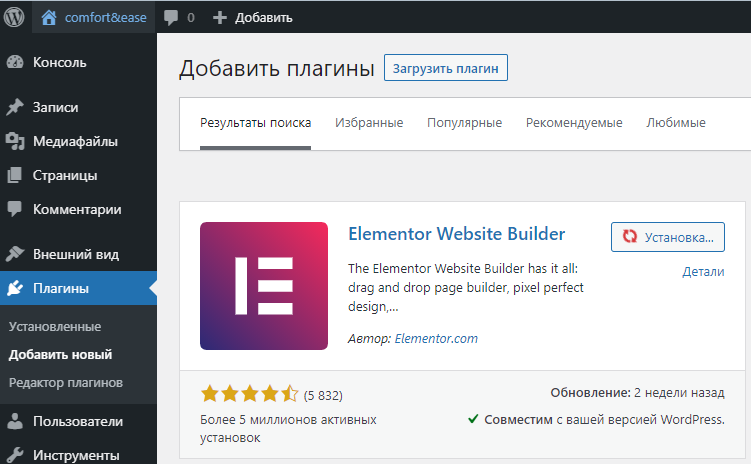 comfort&ease 0 Добавить
Консоль
Записи
Медиафайлы
Страницы
Комментарии
Внешний вид
Плагины
Установленные
Добавить новый
Редактор плагинов
Пользователи
Инструменты
Добавить плагины Загрузить плагин
Результаты поиска Избранные Популярные Рекомендуемые Любимые
Elementor Website Builder
Установка...
Детали
The Elementor Website Builder has it all:
drag and drop page builder, pixel perfect
design,...
Автор: Elementor.com
(5 832)
Более 5 миллионов активных
установок
Обновление: 2 недели назад
Совместим с вашей версией WordPress.